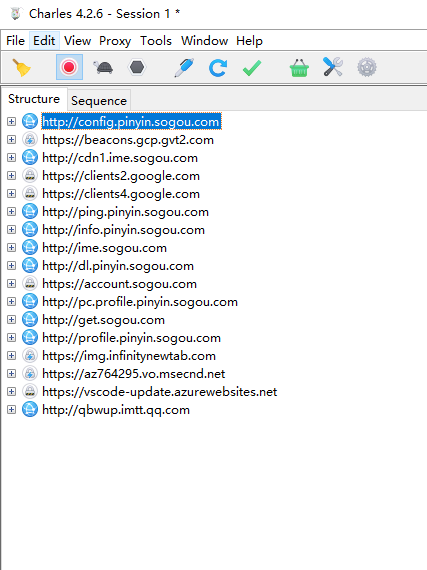 Charles 4.2.6 - Session 1 *
File Edit View Proxy Tools Window Help
Structure Sequence
http://config.pinyin.sogou.com
https://beacons.gcp.gvt2.com
http://cdn1.ime.sogou.com
https://clients2.google.com
https://clients4.google.com
http://ping.pinyin.sogou.com
http://info.pinyin.sogou.com
http://ime.sogou.com
http://dl.pinyin.sogou.com
https://account.sogou.com
http://pc.profile.pinyin.sogou.com
http://get.sogou.com
http://profile.pinyin.sogou.com
https://img.infinitynewtab.com
https://az764295.vo.msecnd.net
https://vscode-update.azurewebsites.net
http://qbwup.imtt.qq.com